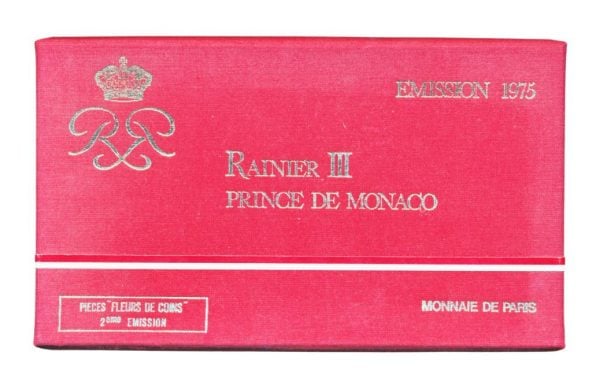 EMISSION 1975
RAINIER III
PRINCE DE MONACO
PIECES "FLEURS DE COINS"
2ème EMISSION
MONNAIE DE PARIS